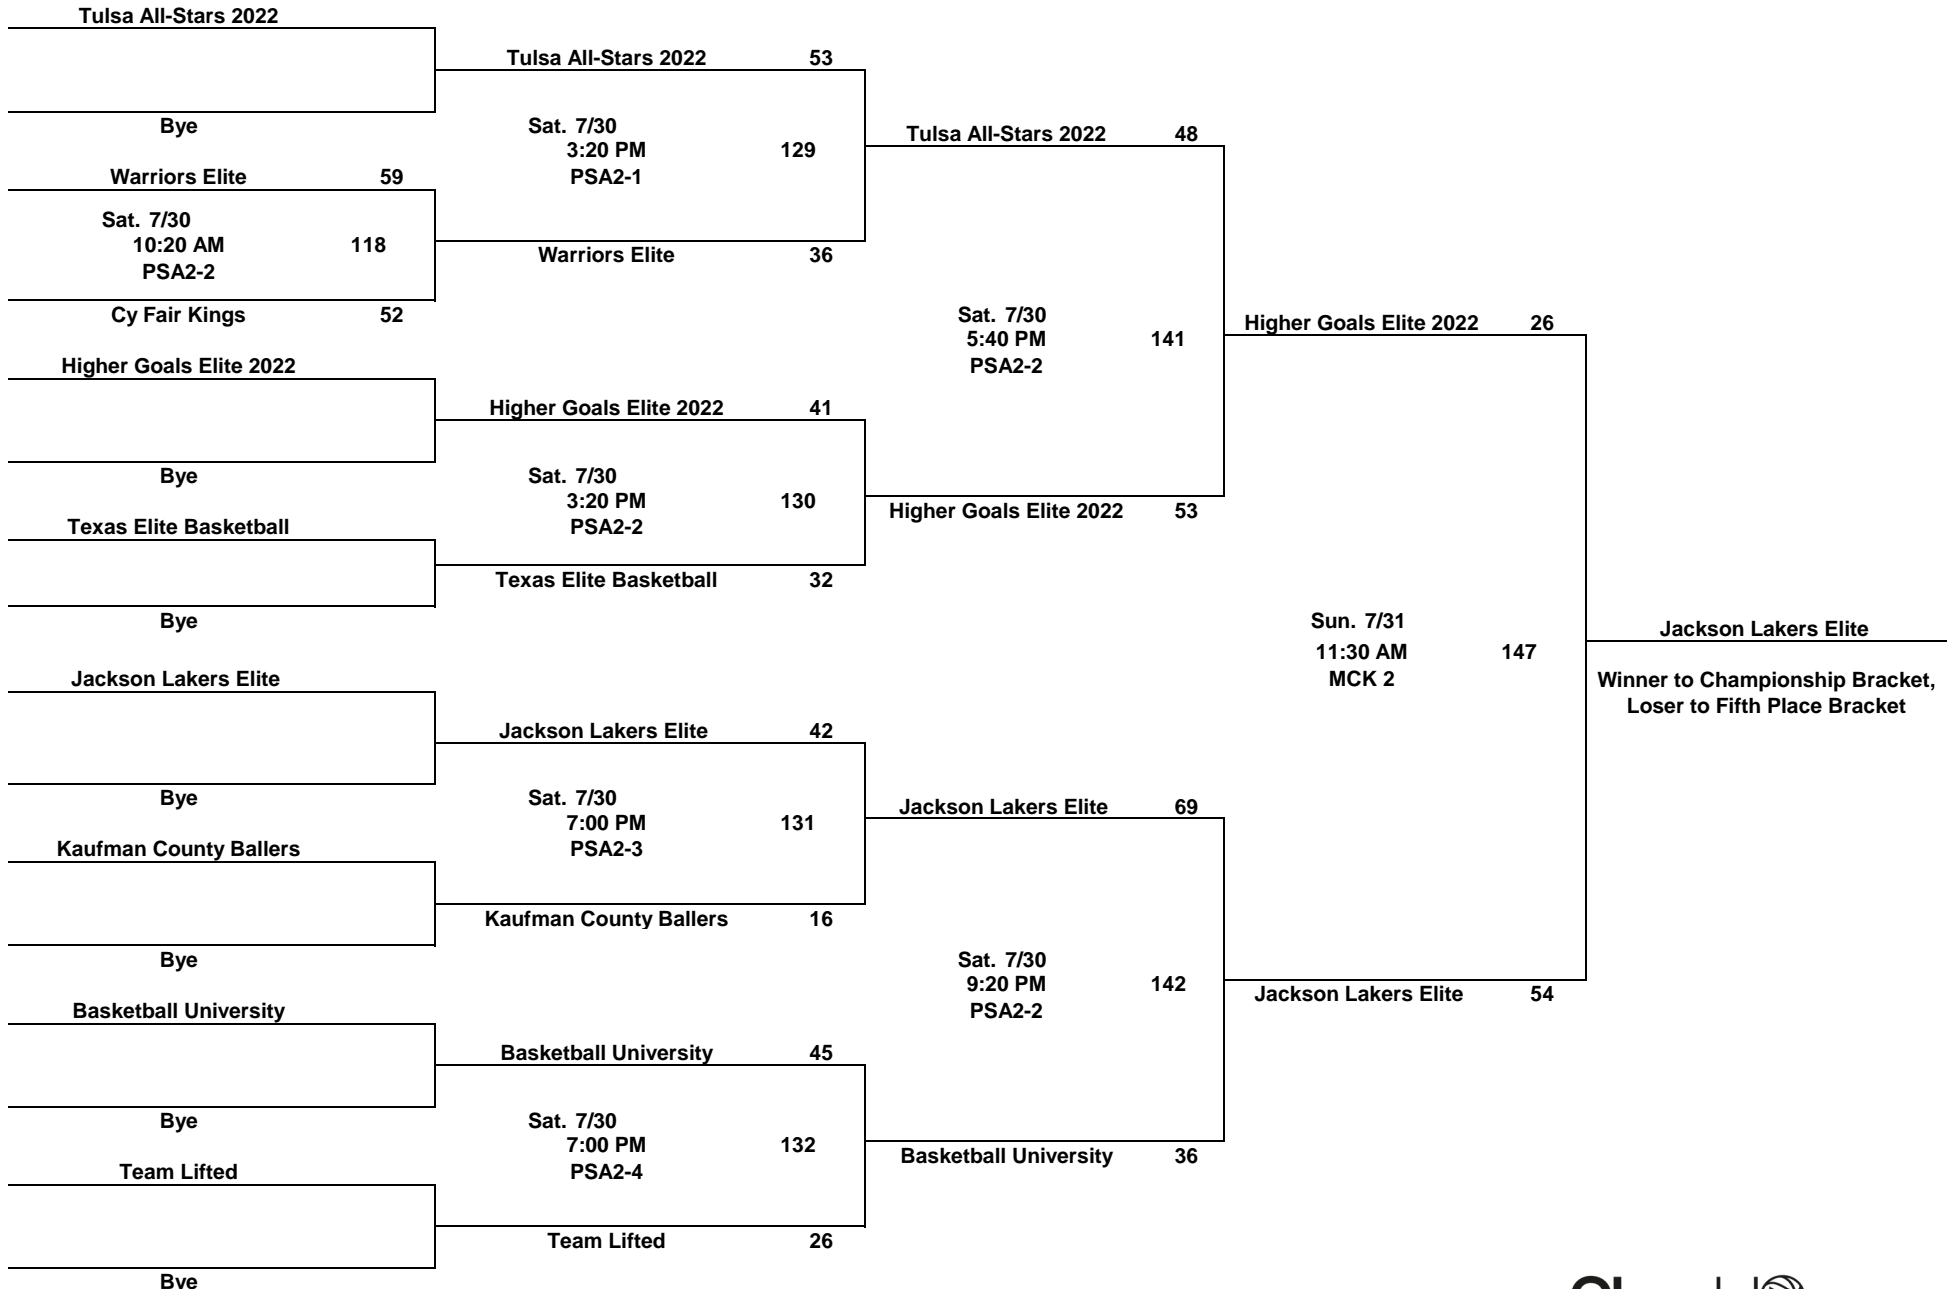 Tulsa All-Stars 2022
Bye
Warriors Elite 59
Sat. 7/30
10:20 AM 118
PSA2-2
Cy Fair Kings 52
Higher Goals Elite 2022
Bye
Texas Elite Basketball
Bye
Jackson Lakers Elite
Bye
Kaufman County Ballers
Bye
Basketball University
Bye
Team Lifted
Bye
Tulsa All-Stars 2022 53
Sat. 7/30
3:20 PM 129
PSA2-1
Warriors Elite 36
Higher Goals Elite 2022 41
Sat. 7/30
3:20 PM 130
PSA2-2
Texas Elite Basketball 32
Jackson Lakers Elite 42
Sat. 7/30
7:00 PM 131
PSA2-3
Kaufman County Ballers 16
Basketball University 45
Sat. 7/30
7:00 PM 132
PSA2-4
Team Lifted 26
Tulsa All-Stars 2022 48
Sat. 7/30
5:40 PM 141
PSA2-2
Higher Goals Elite 2022 53
Jackson Lakers Elite 69
Sat. 7/30
9:20 PM 142
PSA2-2
Basketball University 36
Higher Goals Elite 2022 26
Sun. 7/31
11:30 AM 147
MCK 2
Jackson Lakers Elite 54
Jackson Lakers Elite
Winner to Championship Bracket,
Loser to Fifth Place Bracket